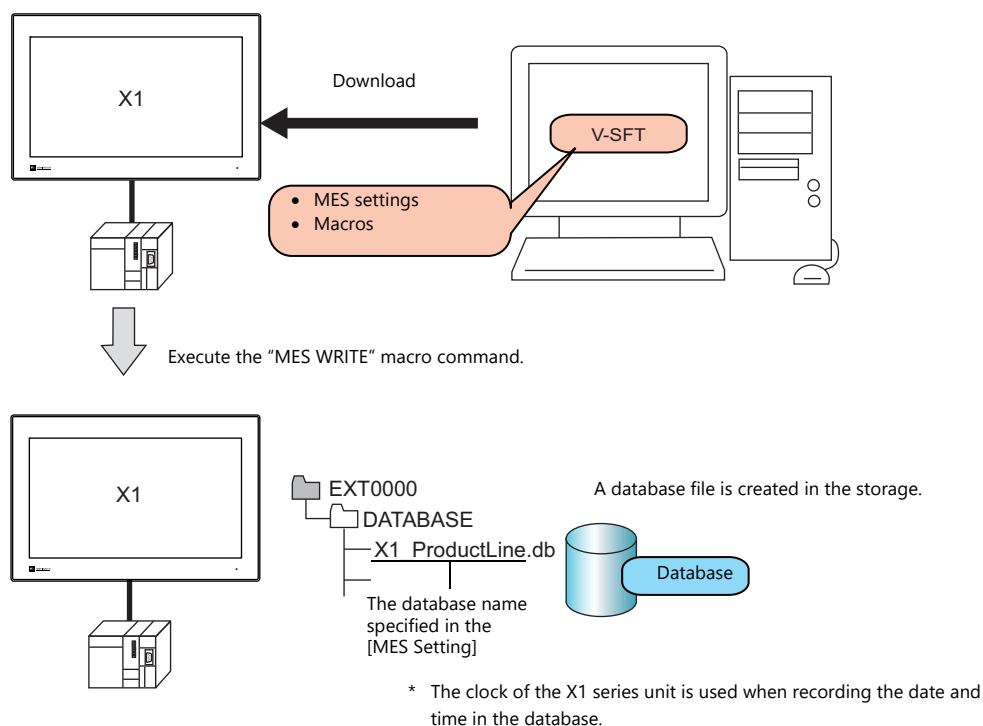 X1
Download
V-SFT
• MES settings
• Macros
Execute the “MES WRITE” macro command.
X1
EXT0000
DATABASE
X1_ProductLine.db
The database name
specified in the
[MES Setting]
A database file is created in the storage.
Database
* The clock of the X1 series unit is used when recording the date and
time in the database.